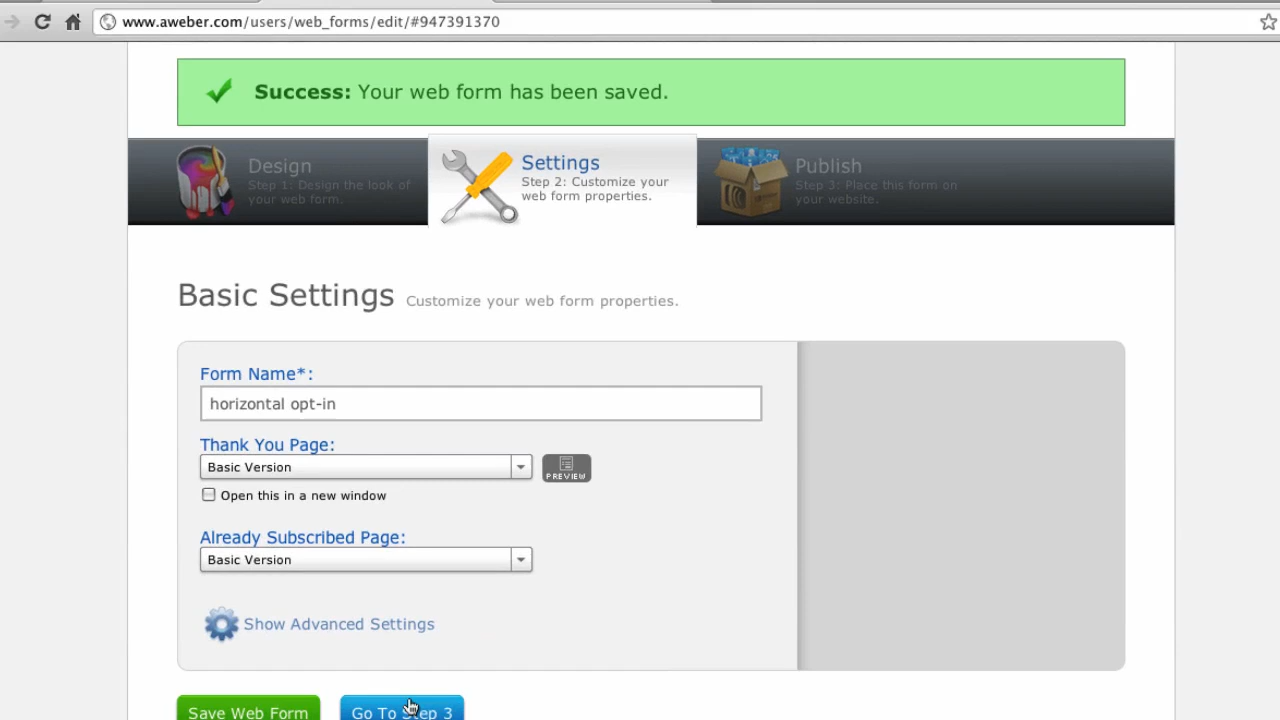 www.aweber.com/users/web_forms/edit/#947391370
Success: Your web form has been saved.
Design
Step 1: Design the look of
your web form.
Settings
Step 2: Customize your
web form properties.
Publish
Step 3: Place this form on
your website.
Basic Settings Customize your web form properties.
Form Name*:
horizontal opt-in
Thank You Page:
Basic Version
PREVIEW
Open this in a new window
Already Subscribed Page:
Basic Version
Show Advanced Settings
Save Web Form Go To Step 3